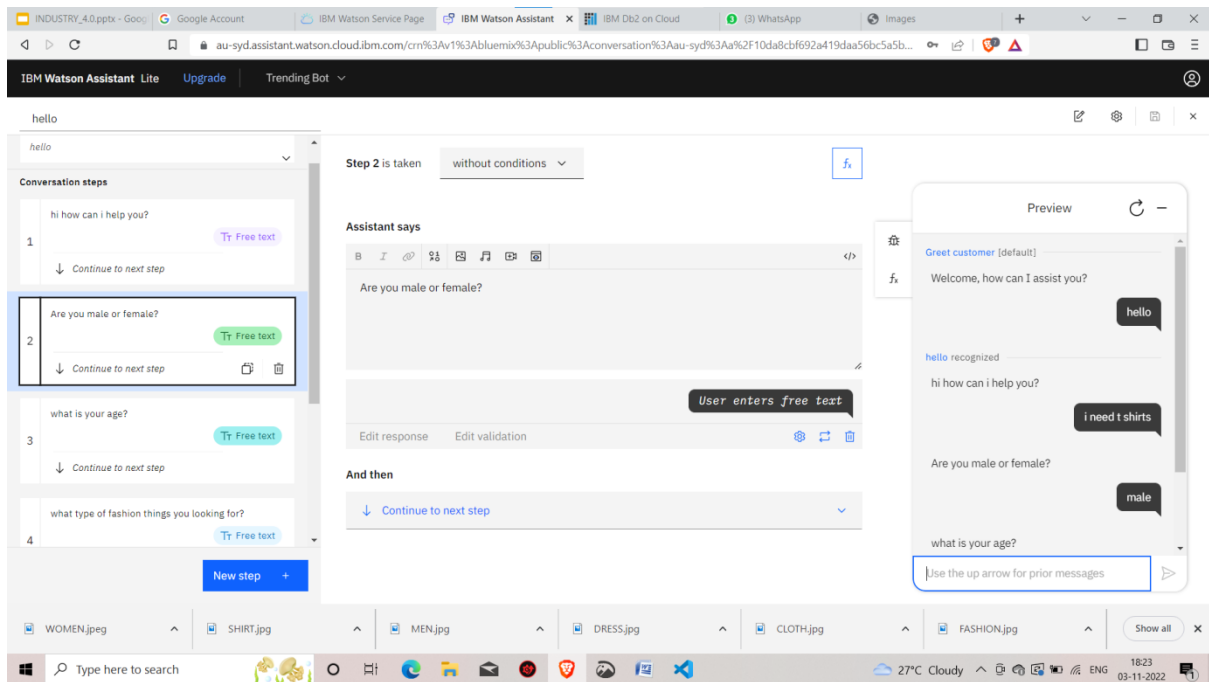 INDUSTRY_4.0.pptx - Goog
Google Account
IBM Watson Service Page
IBM Watson Assistant
IBM Db2 on Cloud
(3) WhatsApp
Images
au-syd.assistant.watson.cloud.ibm.com/crn%3Av1%3Abluemix%3Apublic%3Aconversation%3Aau-syd%3Aa%2F10da8cbf692a419daa56bc5a5b...
IBM Watson Assistant Lite
Upgrade
Trending Bot
hello
hello
Conversation steps
1
hi how can i help you?
Tт Free text
Continue to next step
2
Are you male or female?
Tт Free text
Continue to next step
3
what is your age?
Tт Free text
Continue to next step
4
what type of fashion things you looking for?
Tт Free text
New step +
Step 2 is taken
without conditions
fx
Assistant says
B I
</>
Are you male or female?
User enters free text
Edit response
Edit validation
And then
Continue to next step
fx
Preview
Greet customer [default]
Welcome, how can I assist you?
hello
hello recognized
hi how can i help you?
i need t shirts
Are you male or female?
male
what is your age?
Use the up arrow for prior messages
WOMEN.jpeg
SHIRT.jpg
MEN.jpg
DRESS.jpg
CLOTH.jpg
FASHION.jpg
Show all
Type here to search
27°C Cloudy
ENG
18:23
03-11-2022